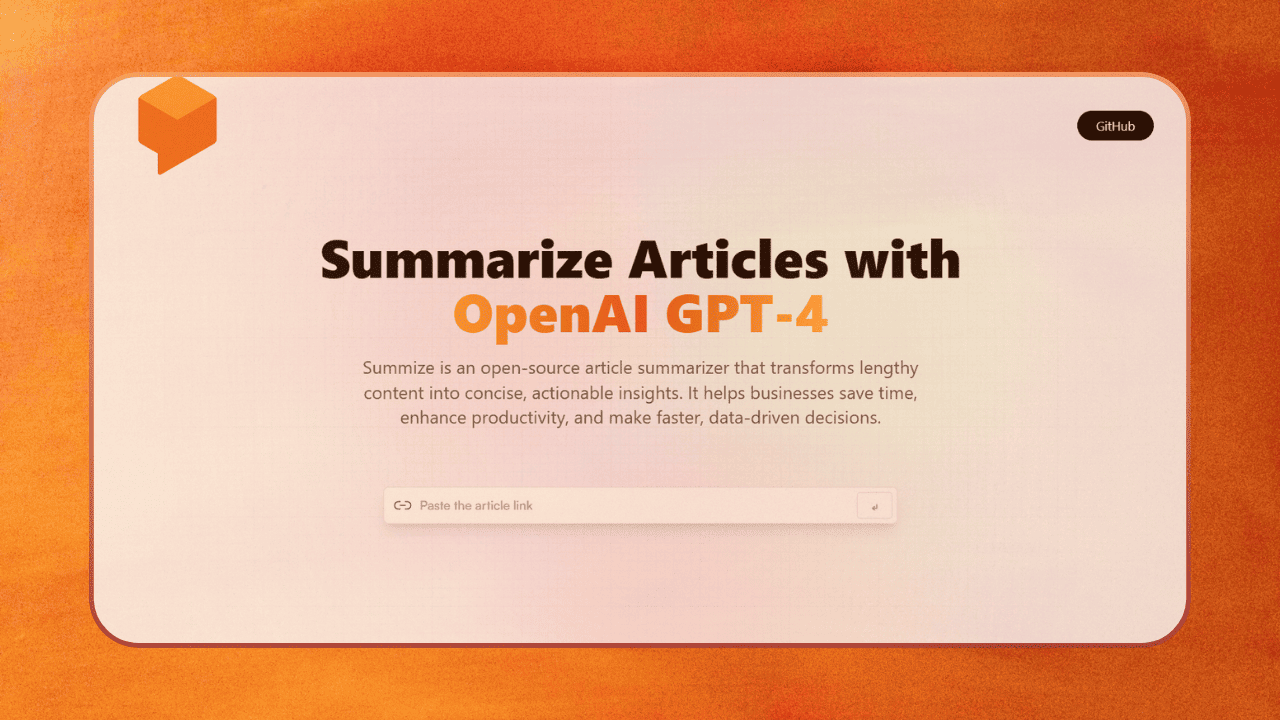 GitHub
Summarize Articles with
OpenAI GPT-4
Summize is an open-source article summarizer that transforms lengthy
content into concise, actionable insights. It helps businesses save time,
enhance productivity, and make faster, data-driven decisions.
Paste the article link